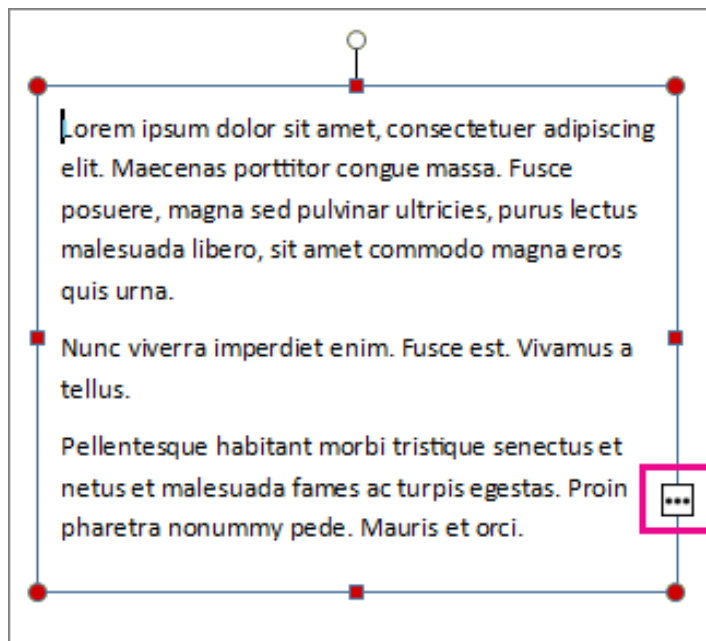 Lorem ipsum dolor sit amet, consectetuer adipiscing
elit. Maecenas porttitor congue massa. Fusce
posuere, magna sed pulvinar ultricies, purus lectus
malesuada libero, sit amet commodo magna eros
quis urna.
Nunc viverra imperdiet enim. Fusce est. Vivamus a
tellus.
Pellentesque habitant morbi tristique senectus et
netus et malesuada fames ac turpis egestas. Proin
pharetra nonummy pede. Mauris et orci.